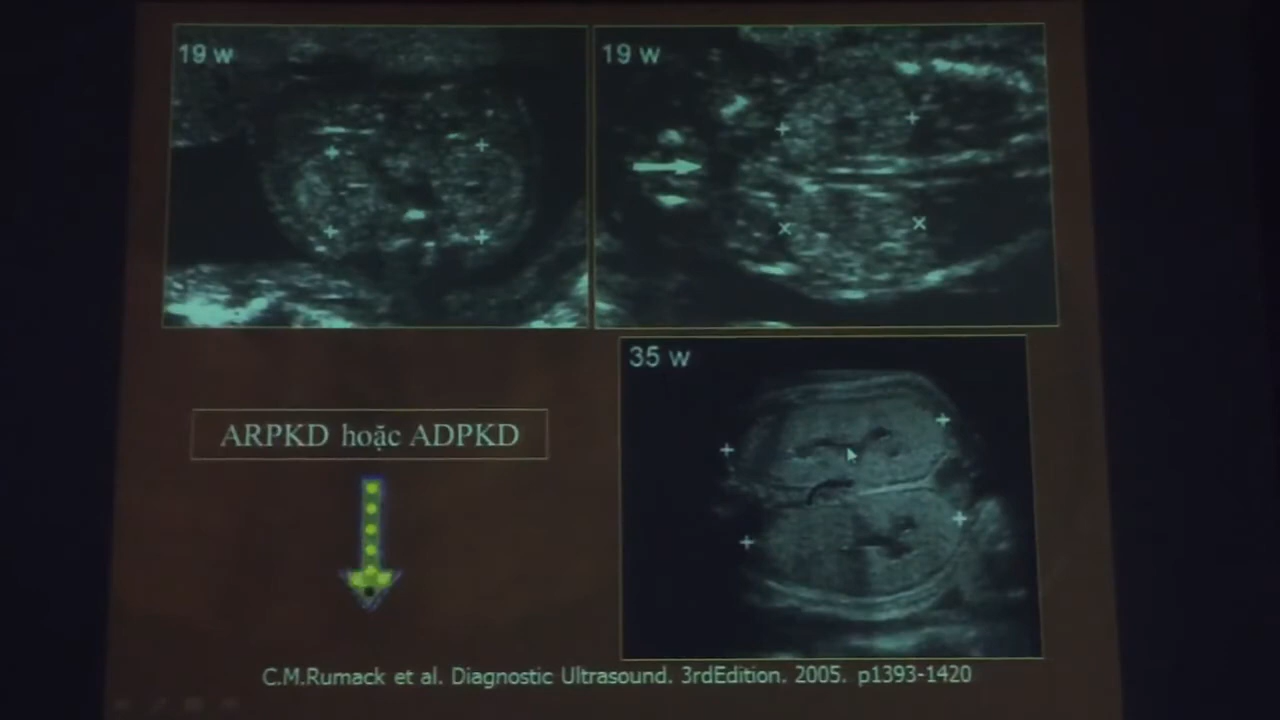 19 w
19 w
35 w
ARPKD hoặc ADPKD
C.M.Rumack et al. Diagnostic Ultrasound. 3rdEdition. 2005. p1393-1420